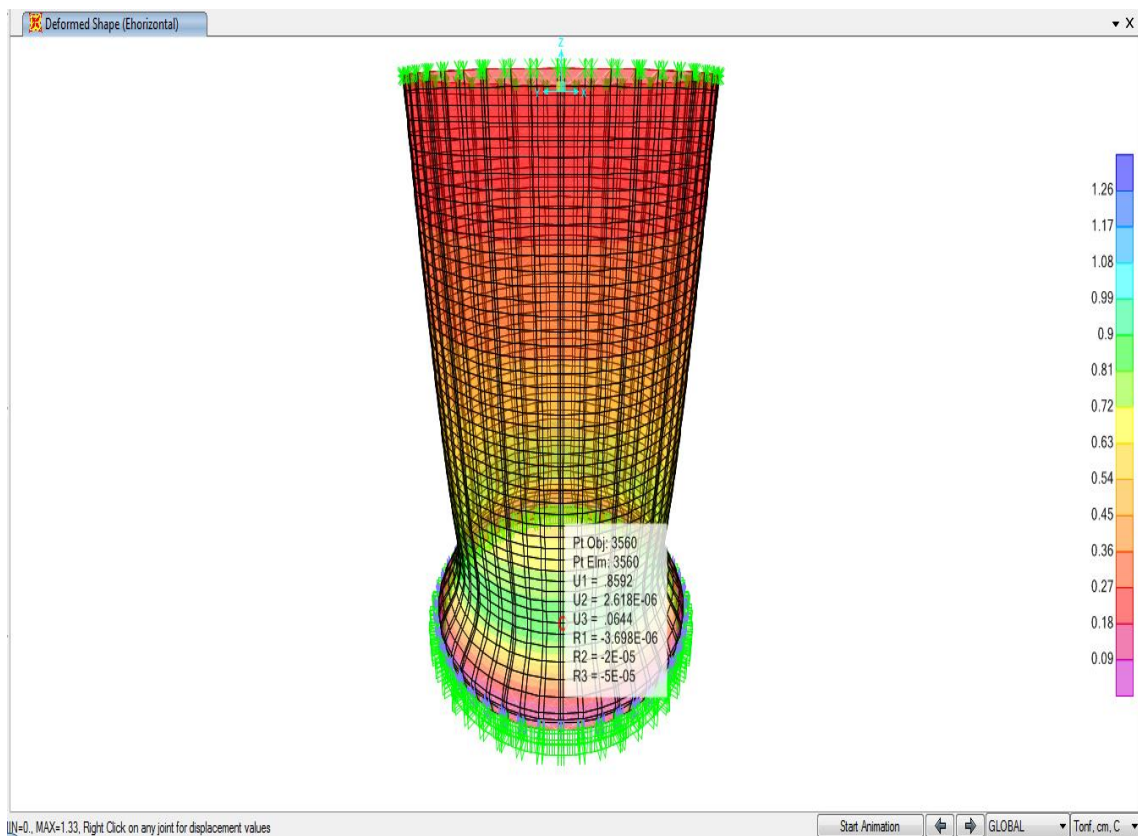 Deformed Shape (Ehorizontal)
X
Z
Y
X
1.26
1.17
1.08
0.99
0.9
0.81
0.72
0.63
0.54
0.45
0.36
0.27
0.18
0.09
Pt Obj: 3560
Pt Elm: 3560
U1 = .8592
U2 = 2.618E-06
U3 = .0644
R1 = -3.698E-06
R2 = -2E-05
R3 = -5E-05
IIN=0., MAX=1.33, Right Click on any joint for displacement values
Start Animation
GLOBAL
Tonf, cm, C